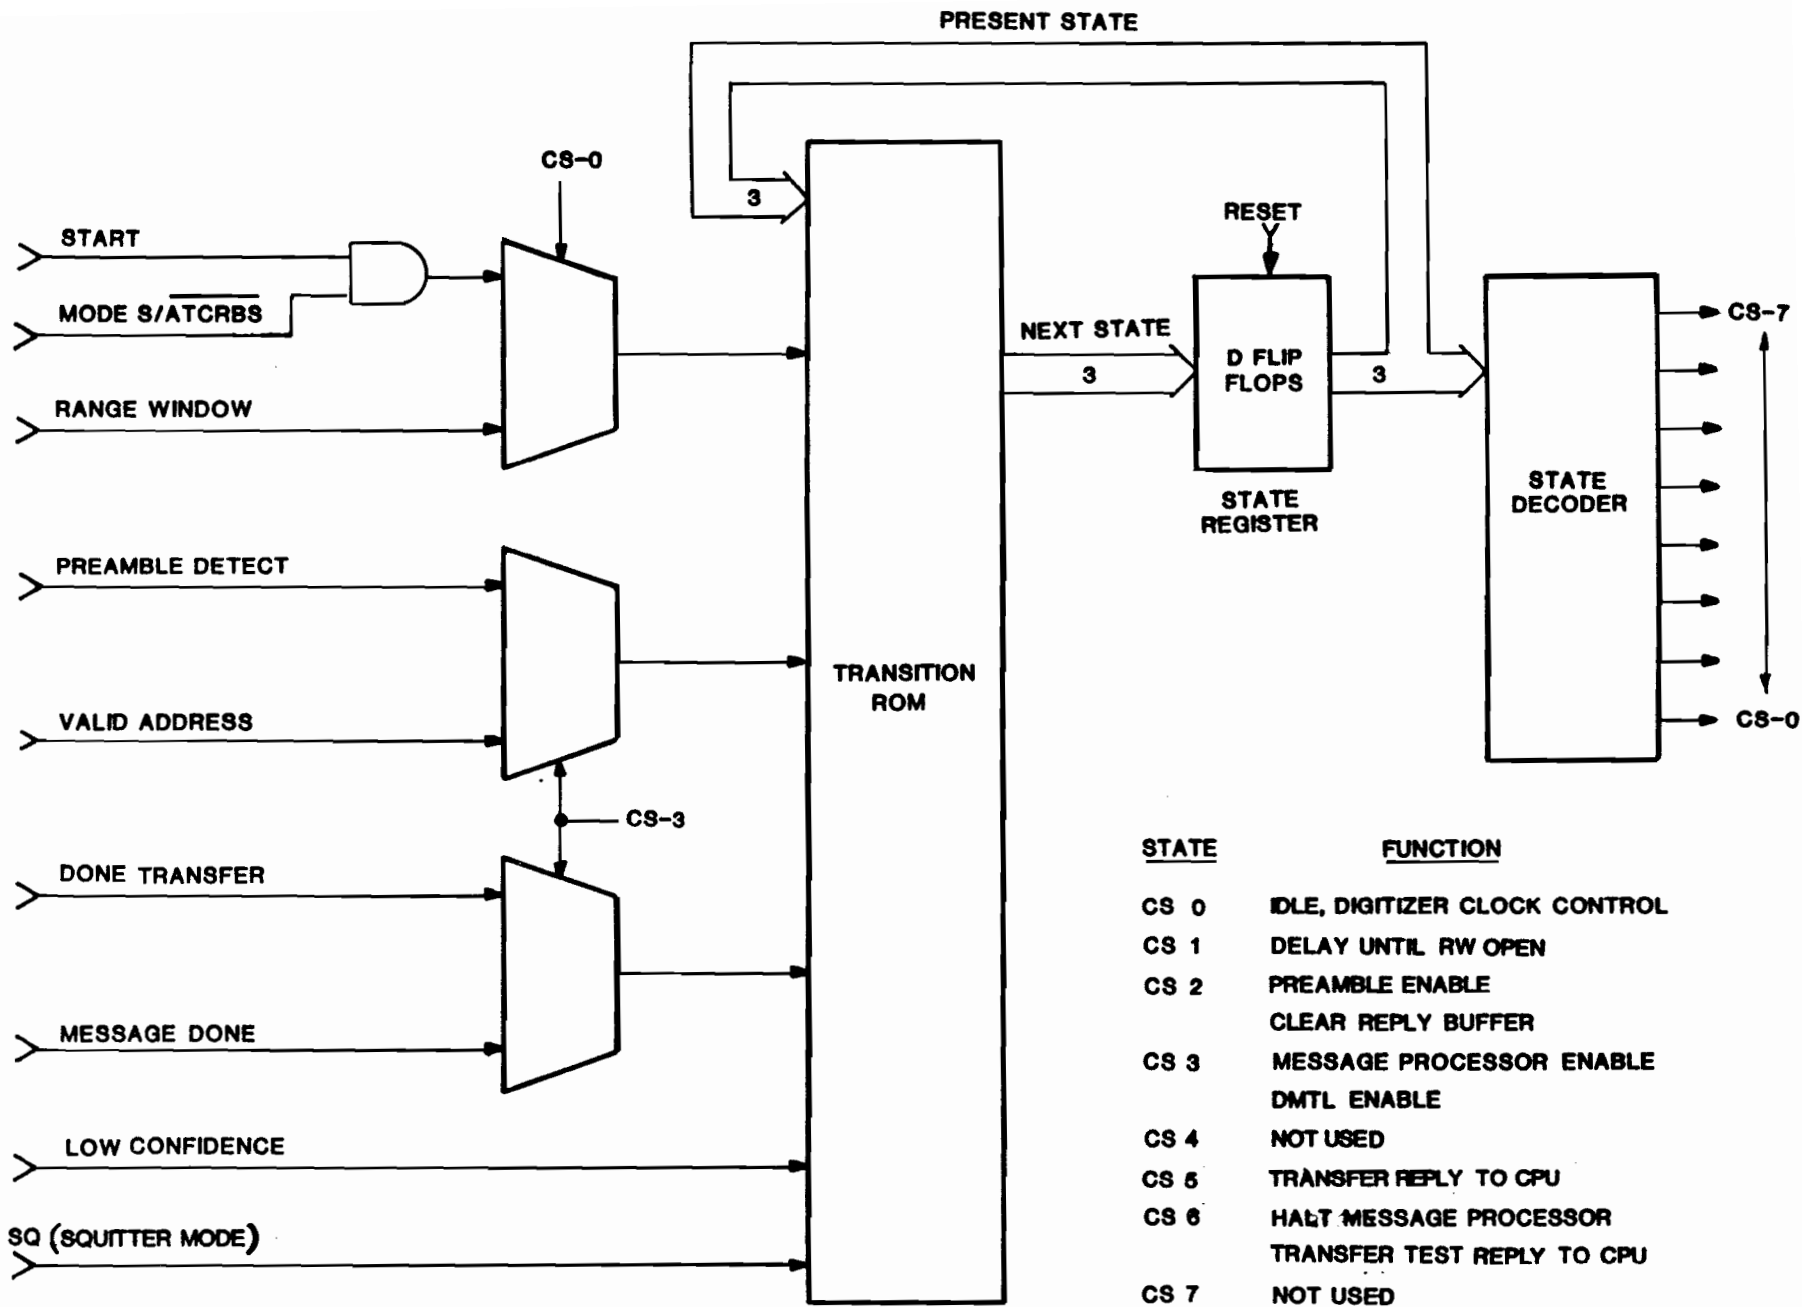 PRESENT STATE
CS-0
3
START
RESET
MODE S/ATCRBS
CS-7
NEXT STATE
D FLIP
FLOPS
3
3
RANGE WINDOW
STATE
DECODER
STATE
REGISTER
PREAMBLE DETECT
TRANSITION
ROM
VALID ADDRESS
CS-0
CS-3
DONE TRANSFER
MESSAGE DONE
LOW CONFIDENCE
SQ (SQUITTER MODE)
STATE FUNCTION
CS 0 IDLE, DIGITIZER CLOCK CONTROL
CS 1 DELAY UNTIL RW OPEN
CS 2 PREAMBLE ENABLE
CLEAR REPLY BUFFER
CS 3 MESSAGE PROCESSOR ENABLE
DMTL ENABLE
CS 4 NOT USED
CS 5 TRANSFER REPLY TO CPU
CS 6 HALT MESSAGE PROCESSOR
TRANSFER TEST REPLY TO CPU
CS 7 NOT USED